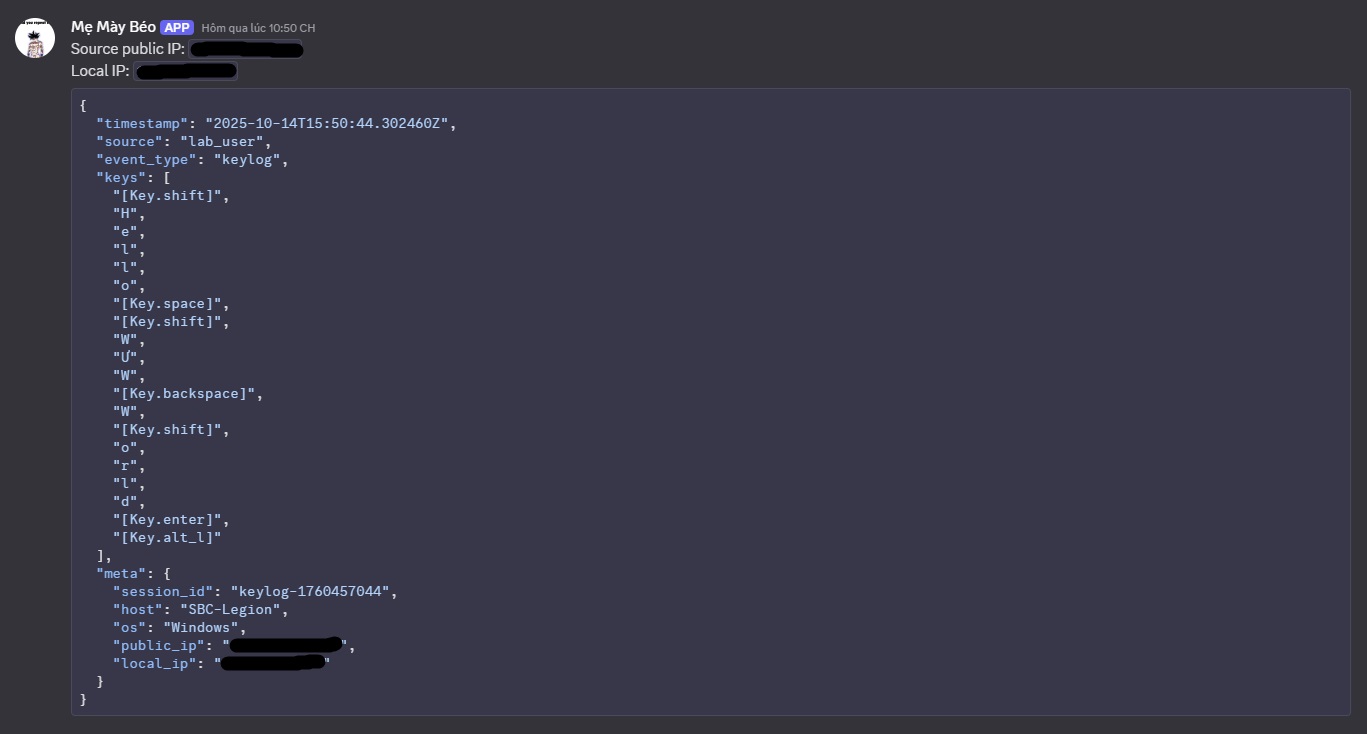 Mẹ Mày Béo APP Hôm qua lúc 10:50 CH
Source public IP:
Local IP:
{
  "timestamp": "2025-10-14T15:50:44.302460Z",
  "source": "lab_user",
  "event_type": "keylog",
  "keys": [
    "[Key.shift]",
    "H",
    "e",
    "l",
    "l",
    "o",
    "[Key.space]",
    "[Key.shift]",
    "W",
    "Ư",
    "W",
    "[Key.backspace]",
    "W",
    "[Key.shift]",
    "o",
    "r",
    "l",
    "d",
    "[Key.enter]",
    "[Key.alt_l]"
  ],
  "meta": {
    "session_id": "keylog-1760457044",
    "host": "SBC-Legion",
    "os": "Windows",
    "public_ip": "",
    "local_ip": ""
  }
}